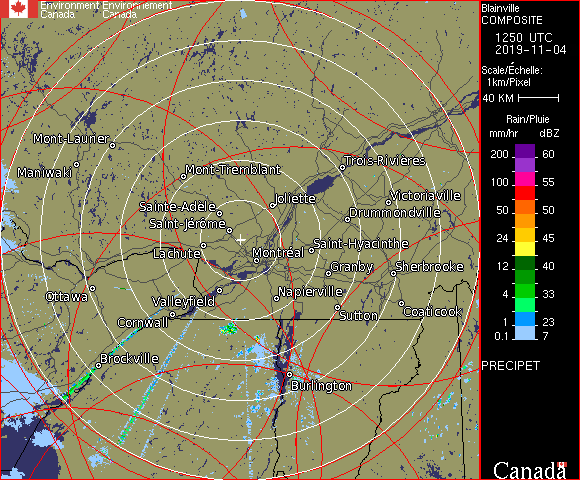 Environment Environnement
Canada Canada
Blainville
COMPOSITE
1250 UTC
2019-11-04
Scale/Échelle:
1km/Pixel
40 KM
Rain/Pluie
mm/hr dBZ
200 60
100 55
50 50
24 45
12 40
4 33
1 23
0.1 7
PRECIPET
Mont-Laurier
Maniwaki
Mont-Tremblant
Trois-Rivières
Sainte-Adèle
Joliette
Victoriaville
Saint-Jérôme
Drummondville
Lachute
Montréal
Saint-Hyacinthe
Granby
Sherbrooke
Ottawa
Valleyfield
Napierville
Cornwall
Sutton
Coaticook
Brockville
Burlington
Canada